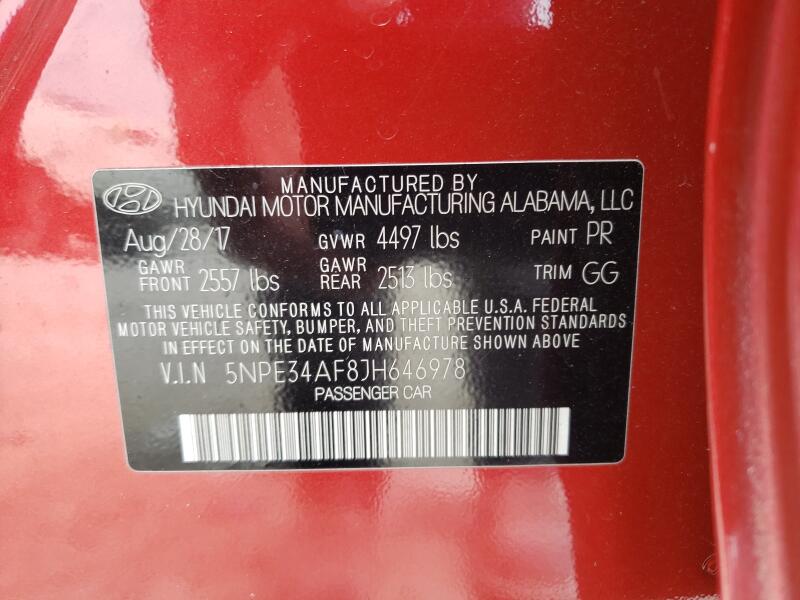 MANUFACTURED BY
HYUNDAI MOTOR MANUFACTURING ALABAMA, LLC
Aug/28/17 GVWR 4497 lbs PAINT PR
GAWR FRONT 2557 lbs GAWR REAR 2513 lbs TRIM GG
THIS VEHICLE CONFORMS TO ALL APPLICABLE U.S.A. FEDERAL
MOTOR VEHICLE SAFETY, BUMPER, AND THEFT PREVENTION STANDARDS
IN EFFECT ON THE DATE OF MANUFACTURE SHOWN ABOVE
V.I.N 5NPE34AF8JH646978
PASSENGER CAR